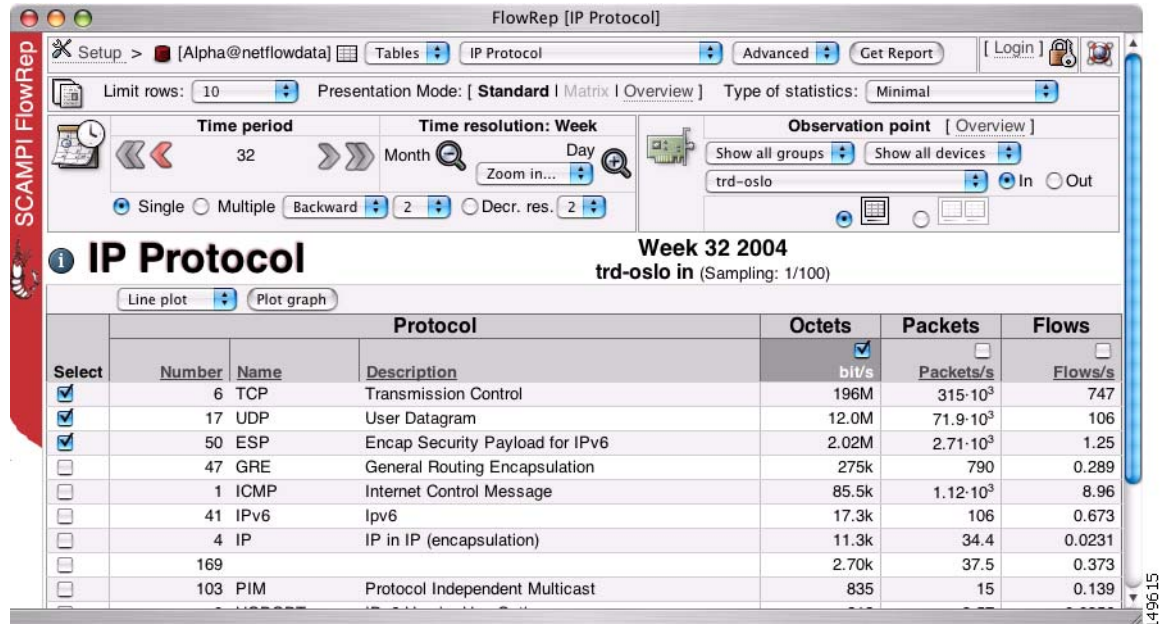 FlowRep [IP Protocol]
SCAMPI FlowRep
Setup > [Alpha@netflowdata] Tables IP Protocol Advanced Get Report [ Login ]
Limit rows: 10 Presentation Mode: [ Standard | Matrix | Overview ] Type of statistics: Minimal
Time period Time resolution: Week Observation point [ Overview ]
32 Month Day Show all groups Show all devices
Zoom in... trd-oslo In Out
Single Multiple Backward 2 Decr. res. 2
IP Protocol
Week 32 2004
trd-oslo in (Sampling: 1/100)
Line plot Plot graph
Protocol Octets Packets Flows
Select Number Name Description bit/s Packets/s Flows/s
6 TCP Transmission Control 196M 315·10³ 747
17 UDP User Datagram 12.0M 71.9·10³ 106
50 ESP Encap Security Payload for IPv6 2.02M 2.71·10³ 1.25
47 GRE General Routing Encapsulation 275k 790 0.289
1 ICMP Internet Control Message 85.5k 1.12·10³ 8.96
41 IPv6 Ipv6 17.3k 106 0.673
4 IP IP in IP (encapsulation) 11.3k 34.4 0.0231
169 2.70k 37.5 0.373
103 PIM Protocol Independent Multicast 835 15 0.139
149615